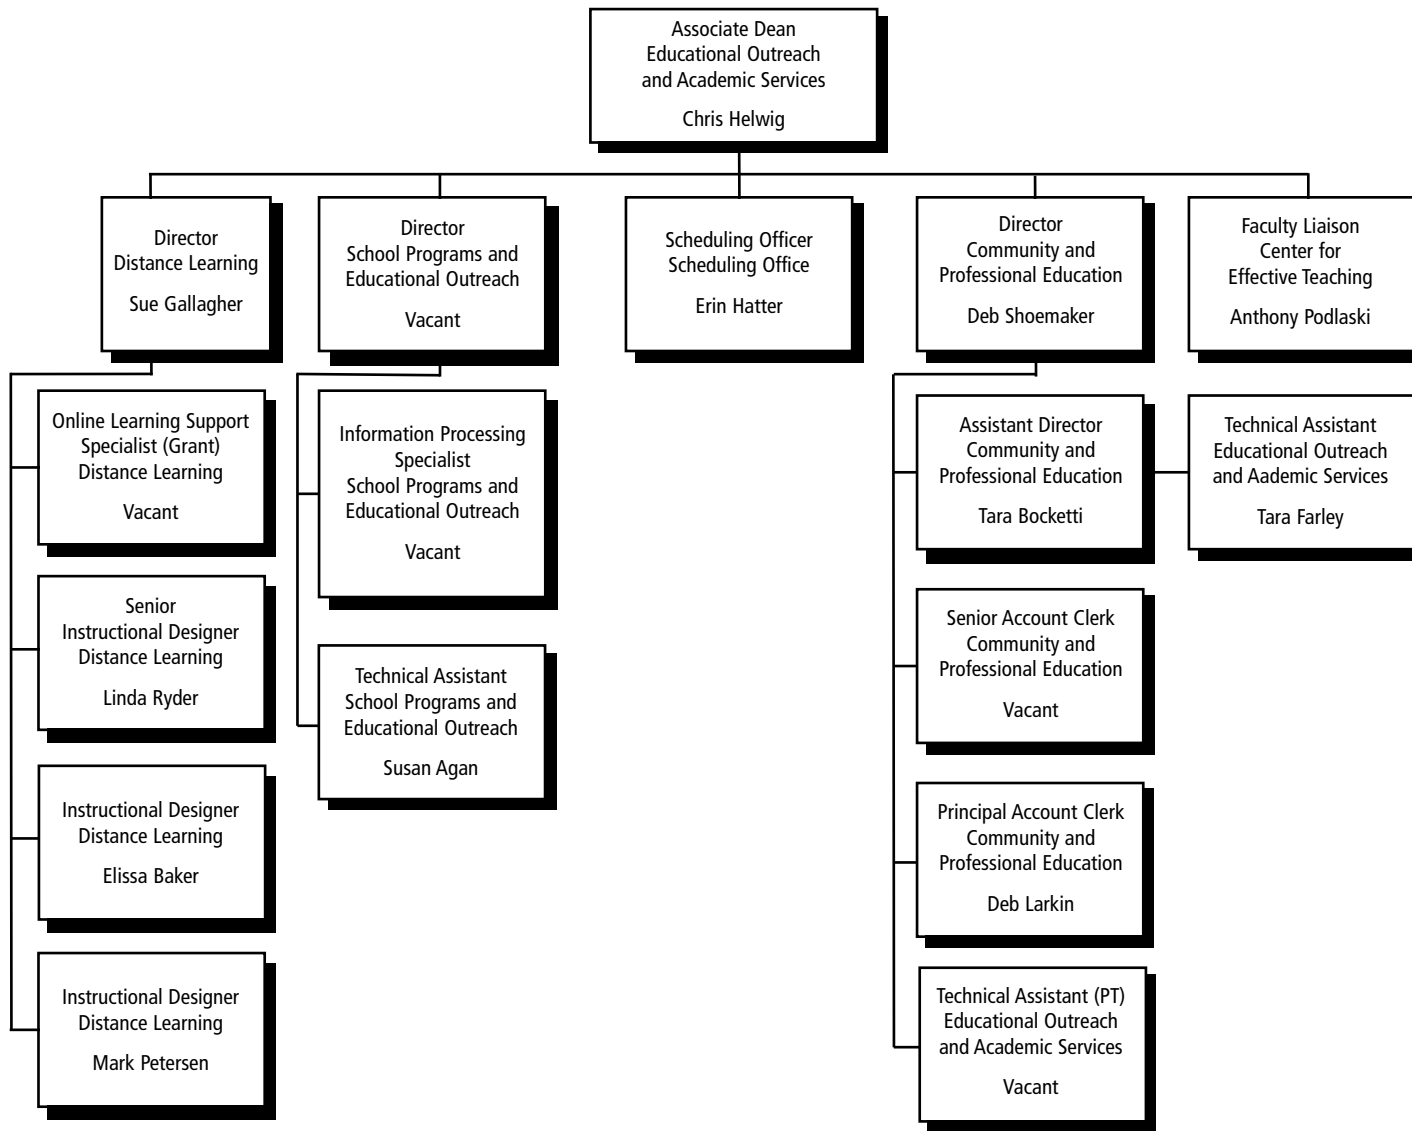 Associate Dean
Educational Outreach
and Academic Services
Chris Helwig
Director
Distance Learning
Sue Gallagher
Director
School Programs and
Educational Outreach
Vacant
Scheduling Officer
Scheduling Office
Erin Hatter
Director
Community and
Professional Education
Deb Shoemaker
Faculty Liaison
Center for
Effective Teaching
Anthony Podlaski
Online Learning Support
Specialist (Grant)
Distance Learning
Vacant
Senior
Instructional Designer
Distance Learning
Linda Ryder
Instructional Designer
Distance Learning
Elissa Baker
Instructional Designer
Distance Learning
Mark Petersen
Information Processing
Specialist
School Programs and
Educational Outreach
Vacant
Technical Assistant
School Programs and
Educational Outreach
Susan Agan
Assistant Director
Community and
Professional Education
Tara Bocketti
Technical Assistant
Educational Outreach
and Aademic Services
Tara Farley
Senior Account Clerk
Community and
Professional Education
Vacant
Principal Account Clerk
Community and
Professional Education
Deb Larkin
Technical Assistant (PT)
Educational Outreach
and Academic Services
Vacant